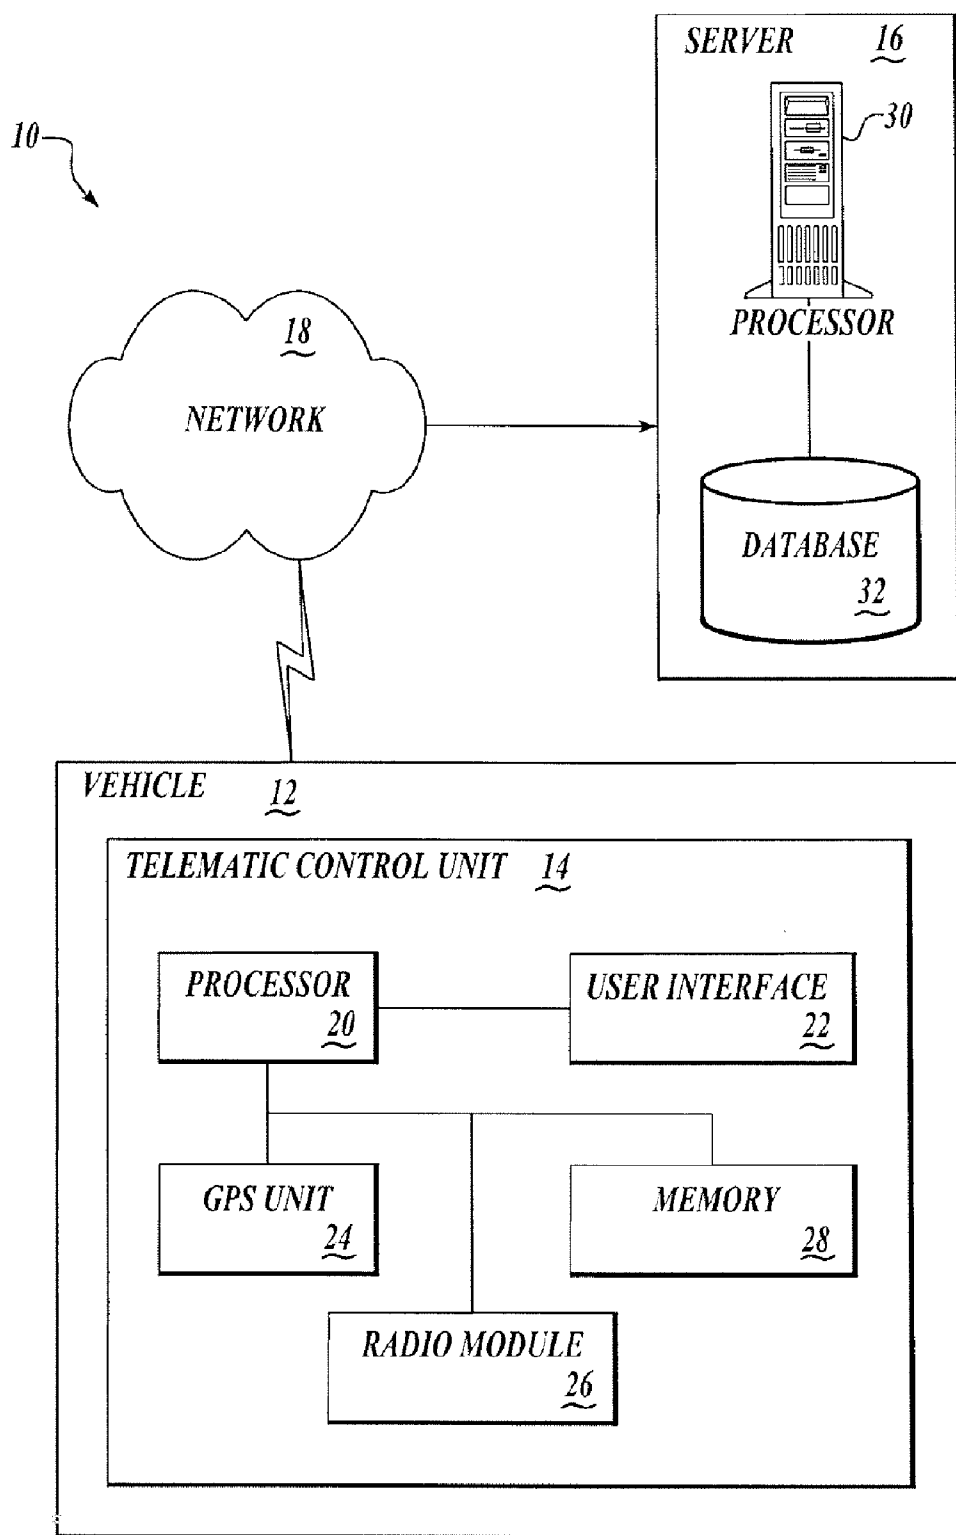 SERVER 16
10
30
18
NETWORK
PROCESSOR
DATABASE
32
VEHICLE 12
TELEMATIC CONTROL UNIT 14
PROCESSOR
20
USER INTERFACE
22
GPS UNIT
24
MEMORY
28
RADIO MODULE
26